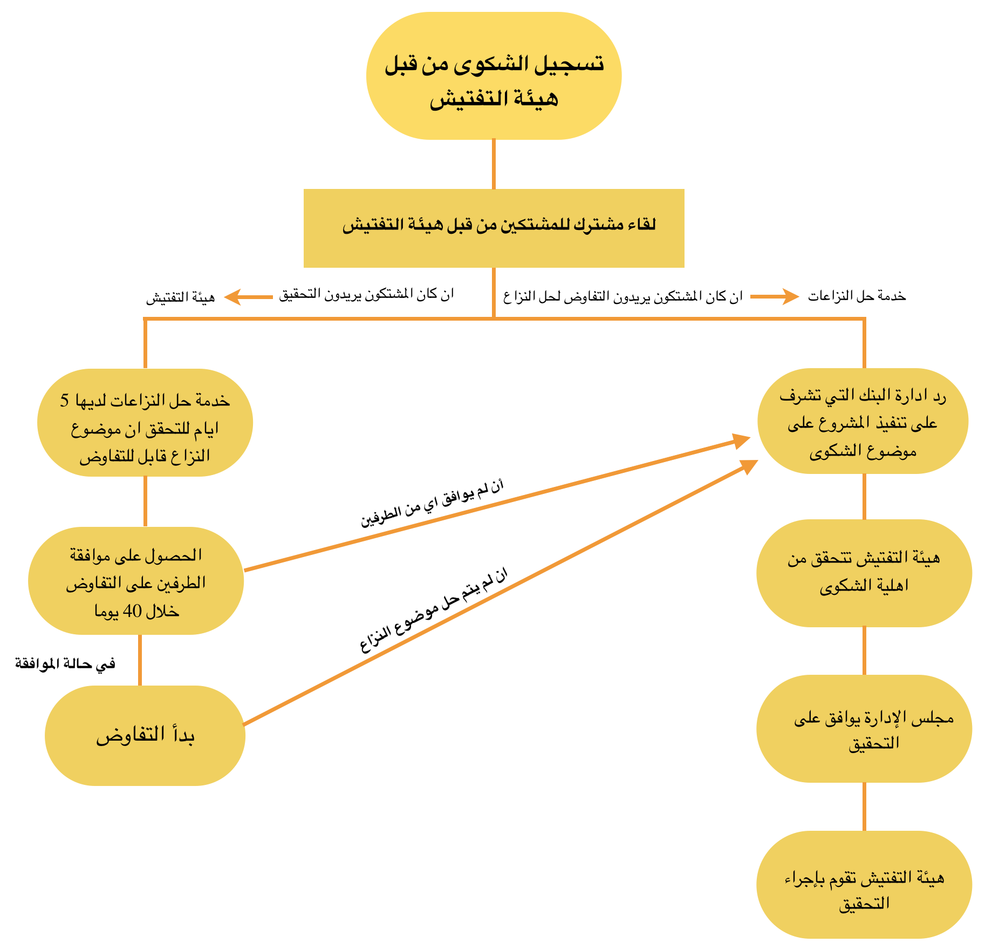 تسجيل الشكوى من قبل
هيئة التفتيش
لقاء مشترك للمشتكين من قبل هيئة التفتيش
خدمة حل النزاعات
ان كان المشتكون يريدون التفاوض لحل النزاع
ان كان المشتكون يريدون التحقيق
هيئة التفتيش
رد ادارة البنك التي تشرف
على تنفيذ المشروع على
موضوع الشكوى
خدمة حل النزاعات لديها 5
ايام للتحقق ان موضوع
النزاع قابل للتفاوض
أن لم يوافق اي من الطرفين
هيئة التفتيش تتحقق من
اهلية الشكوى
الحصول على موافقة
الطرفين على التفاوض
خلال 40 يوما
ان لم يتم حل موضوع النزاع
في حالة الموافقة
مجلس الإدارة يوافق على
التحقيق
بدأ التفاوض
هيئة التفتيش تقوم بإجراء
التحقيق